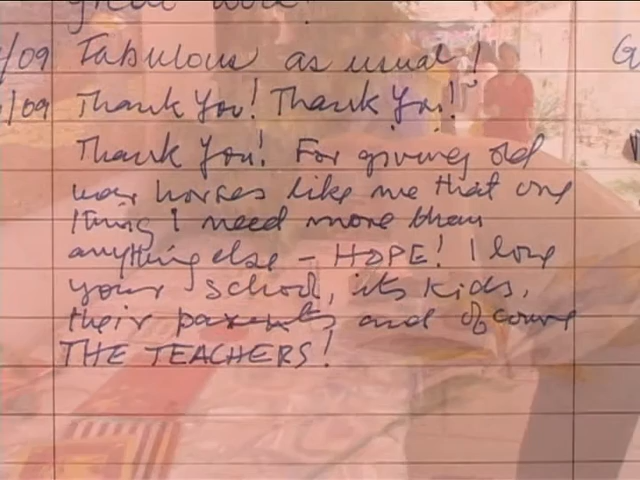 great work!
/09 Fabulous as usual! G
/09 Thank You! Thank You!
Thank You! For giving old
war horses like me that one
thing I need more than
anything else - HOPE! I love
your school, its kids,
their parents and of course
THE TEACHERS!